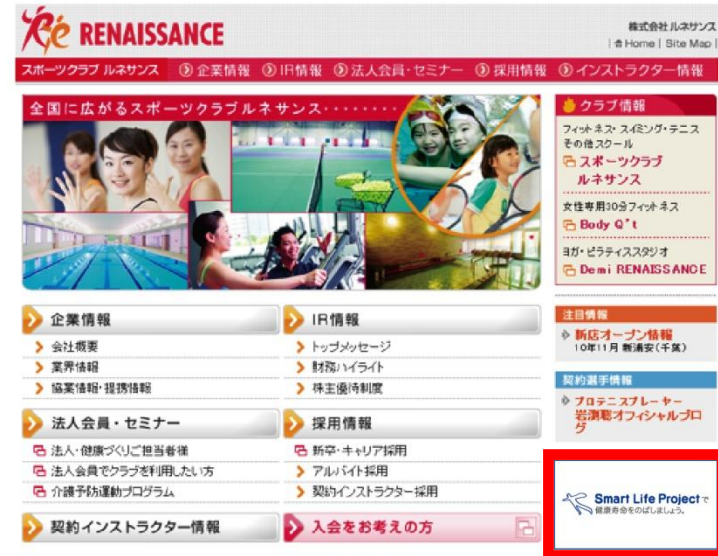 RENAISSANCE
株式会社 ルネサンス
Home | Site Map |
スポーツクラブ ルネサンス 企業情報 IR情報 法人会員・セミナー 採用情報 インストラクター情報
全国に広がるスポーツクラブルネサンス・・・・・・・・
クラブ情報
フィットネス・スイミング・テニス
その他スクール
スポーツクラブ
ルネサンス
女性専用30分フィットネス
Body Q't
ヨガ・ピラティススタジオ
Demi RENAISSANCE
企業情報
会社概要
業界情報
協業情報・提携情報
IR情報
トップメッセージ
財務ハイライト
株主優待制度
注目情報
新店オープン情報
10年11月 新浦安(千葉)
契約選手情報
プロテニスプレーヤー
岩渕聡オフィシャルブロ
グ
法人会員・セミナー
法人・健康づくりご担当者様
法人会員でクラブを利用したい方
介護予防運動プログラム
採用情報
新卒・キャリア採用
アルバイト採用
契約インストラクター採用
契約インストラクター情報
入会をお考えの方
Smart Life Projectで
健康寿命をのばしましょう。